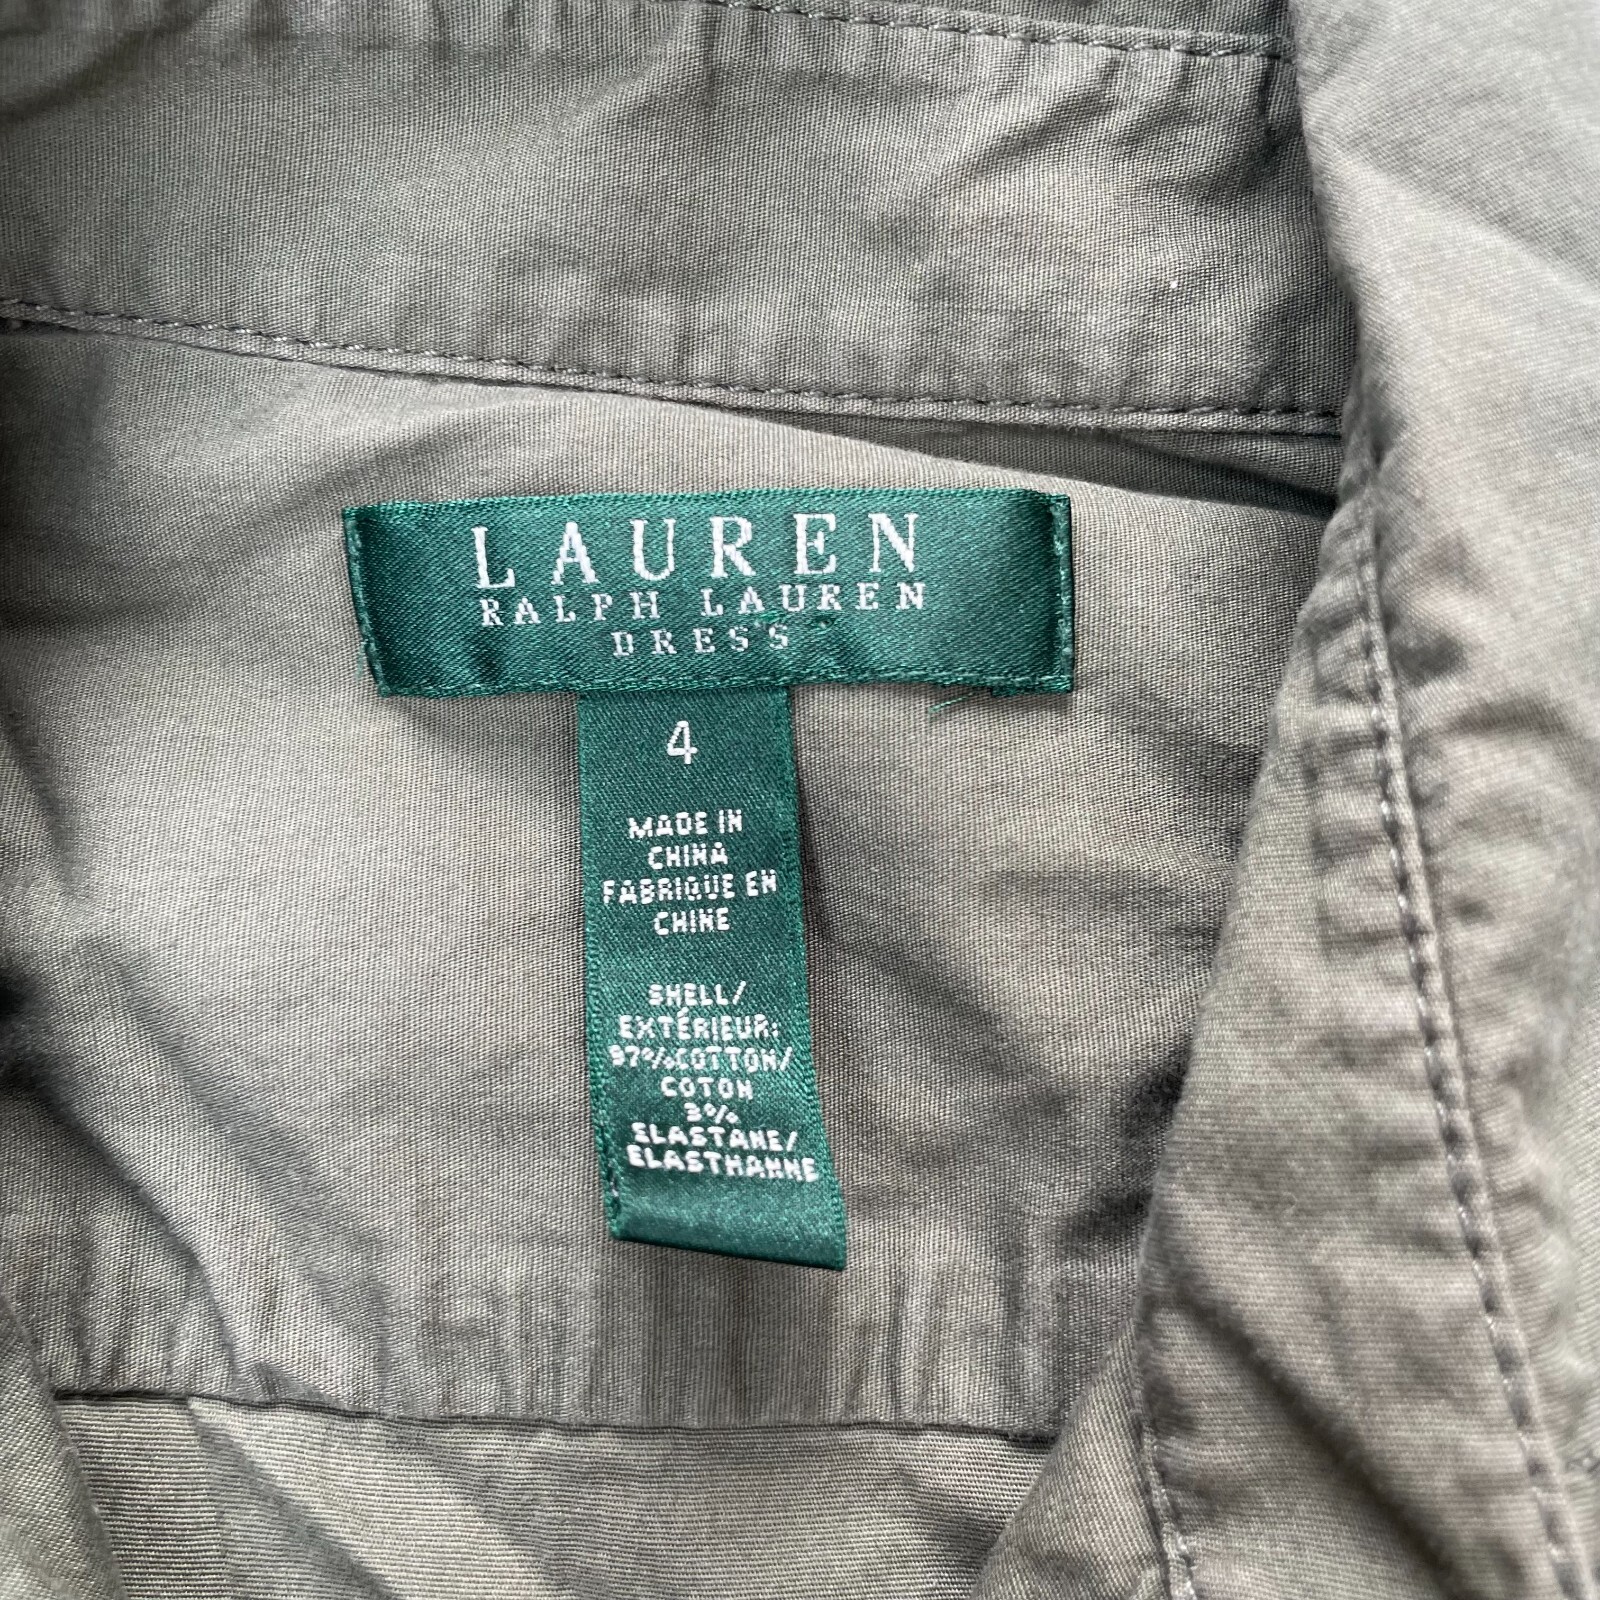 LAUREN
RALPH LAUREN
DRESS
4
MADE IN
CHINA
FABRIQUE EN
CHINE
SHELL/
EXTÉRIEUR:
97%COTTON/
COTON
3%
ELASTANE/
ELASTHANNE